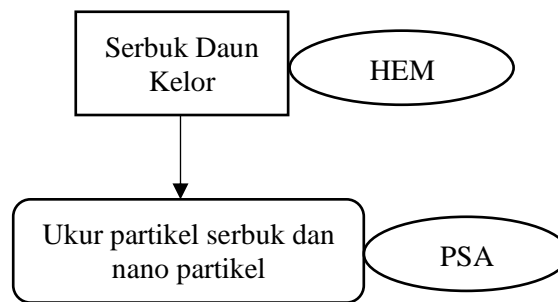 Serbuk Daun
Kelor
HEM
Ukur partikel serbuk dan
nano partikel
PSA